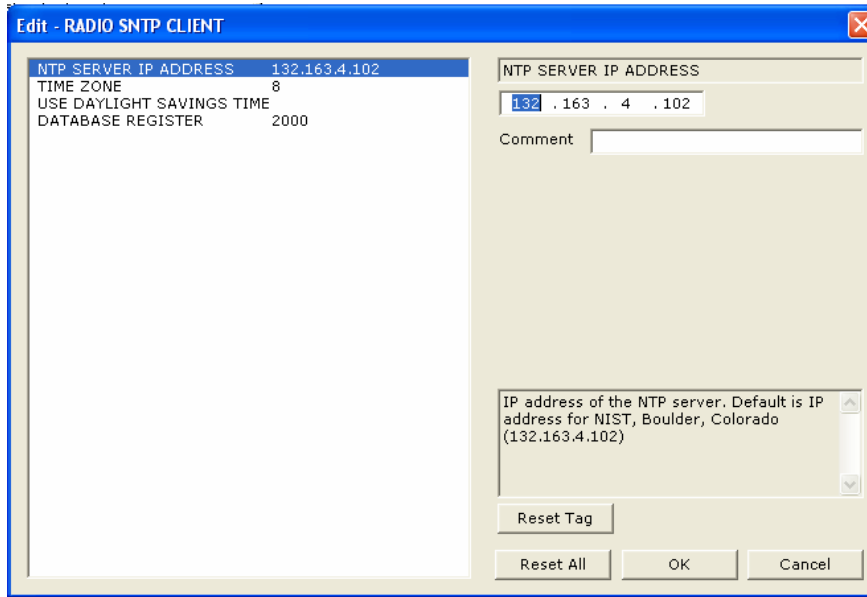 Edit - RADIO SNTP CLIENT
NTP SERVER IP ADDRESS 132.163.4.102
TIME ZONE 8
USE DAYLIGHT SAVINGS TIME
DATABASE REGISTER 2000
NTP SERVER IP ADDRESS
132 . 163 . 4 . 102
Comment
IP address of the NTP server. Default is IP
address for NIST, Boulder, Colorado
(132.163.4.102)
Reset Tag
Reset All OK Cancel